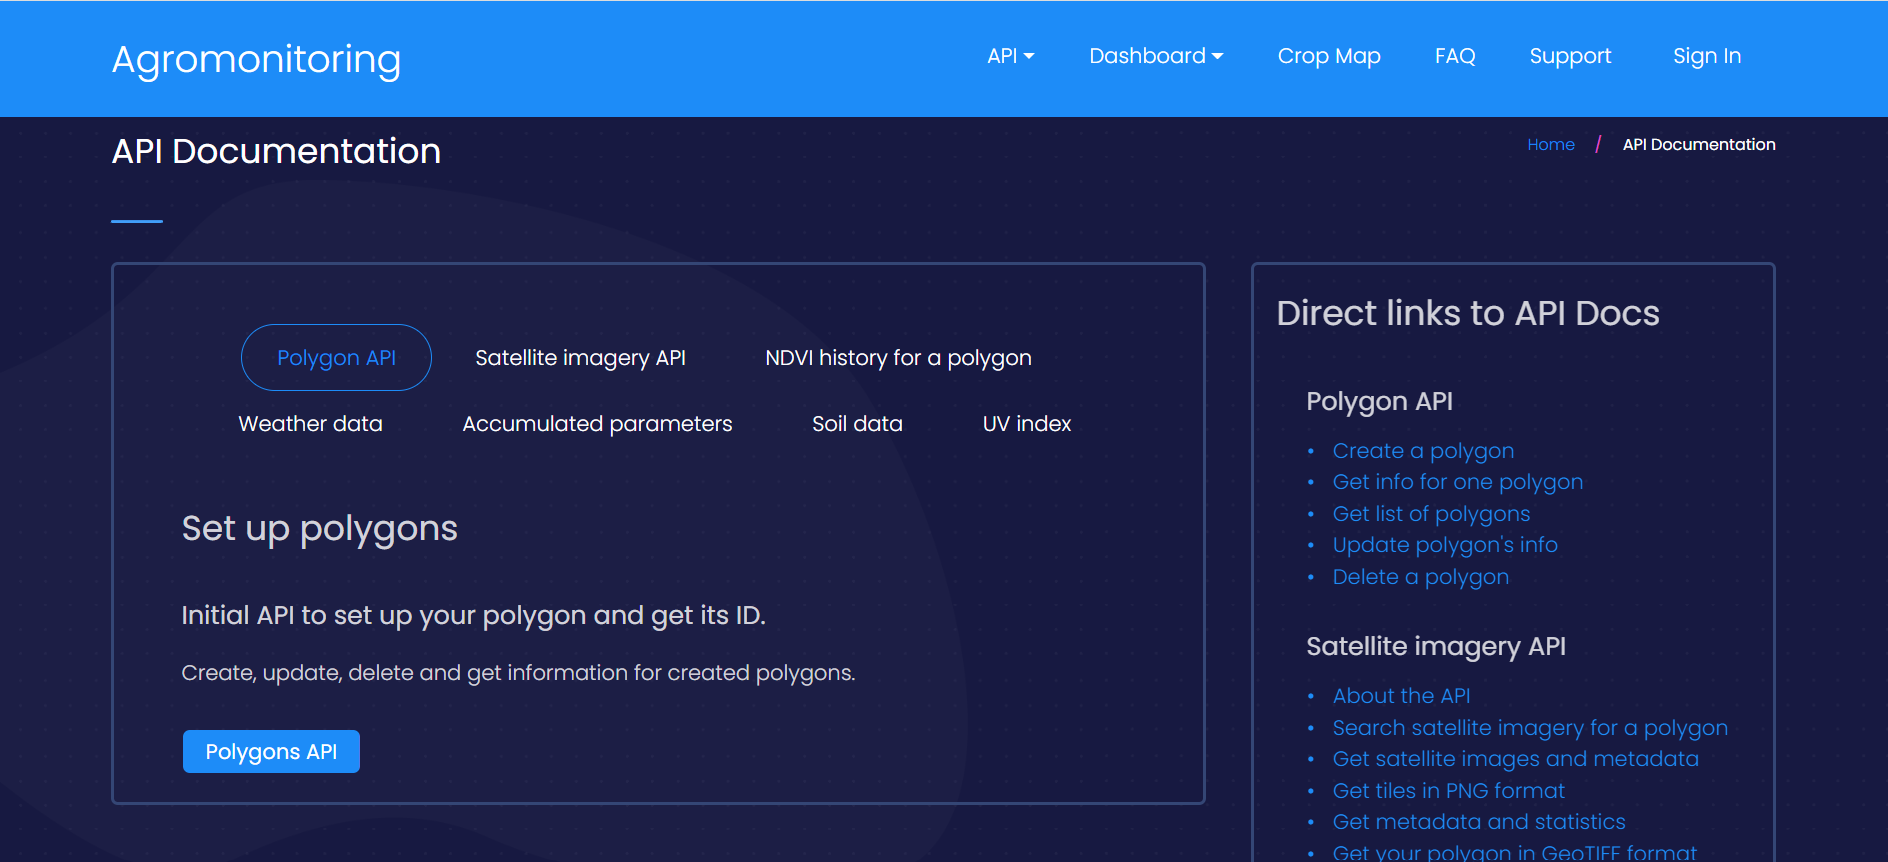 Agromonitoring
API
Dashboard
Crop Map
FAQ
Support
Sign In
API Documentation
Home / API Documentation
Polygon API
Satellite imagery API
NDVI history for a polygon
Weather data
Accumulated parameters
Soil data
UV index
Set up polygons
Initial API to set up your polygon and get its ID.
Create, update, delete and get information for created polygons.
Polygons API
Direct links to API Docs
Polygon API
• Create a polygon
• Get info for one polygon
• Get list of polygons
• Update polygon's info
• Delete a polygon
Satellite imagery API
• About the API
• Search satellite imagery for a polygon
• Get satellite images and metadata
• Get tiles in PNG format
• Get metadata and statistics
• Get your polygon in GeoTIFF format